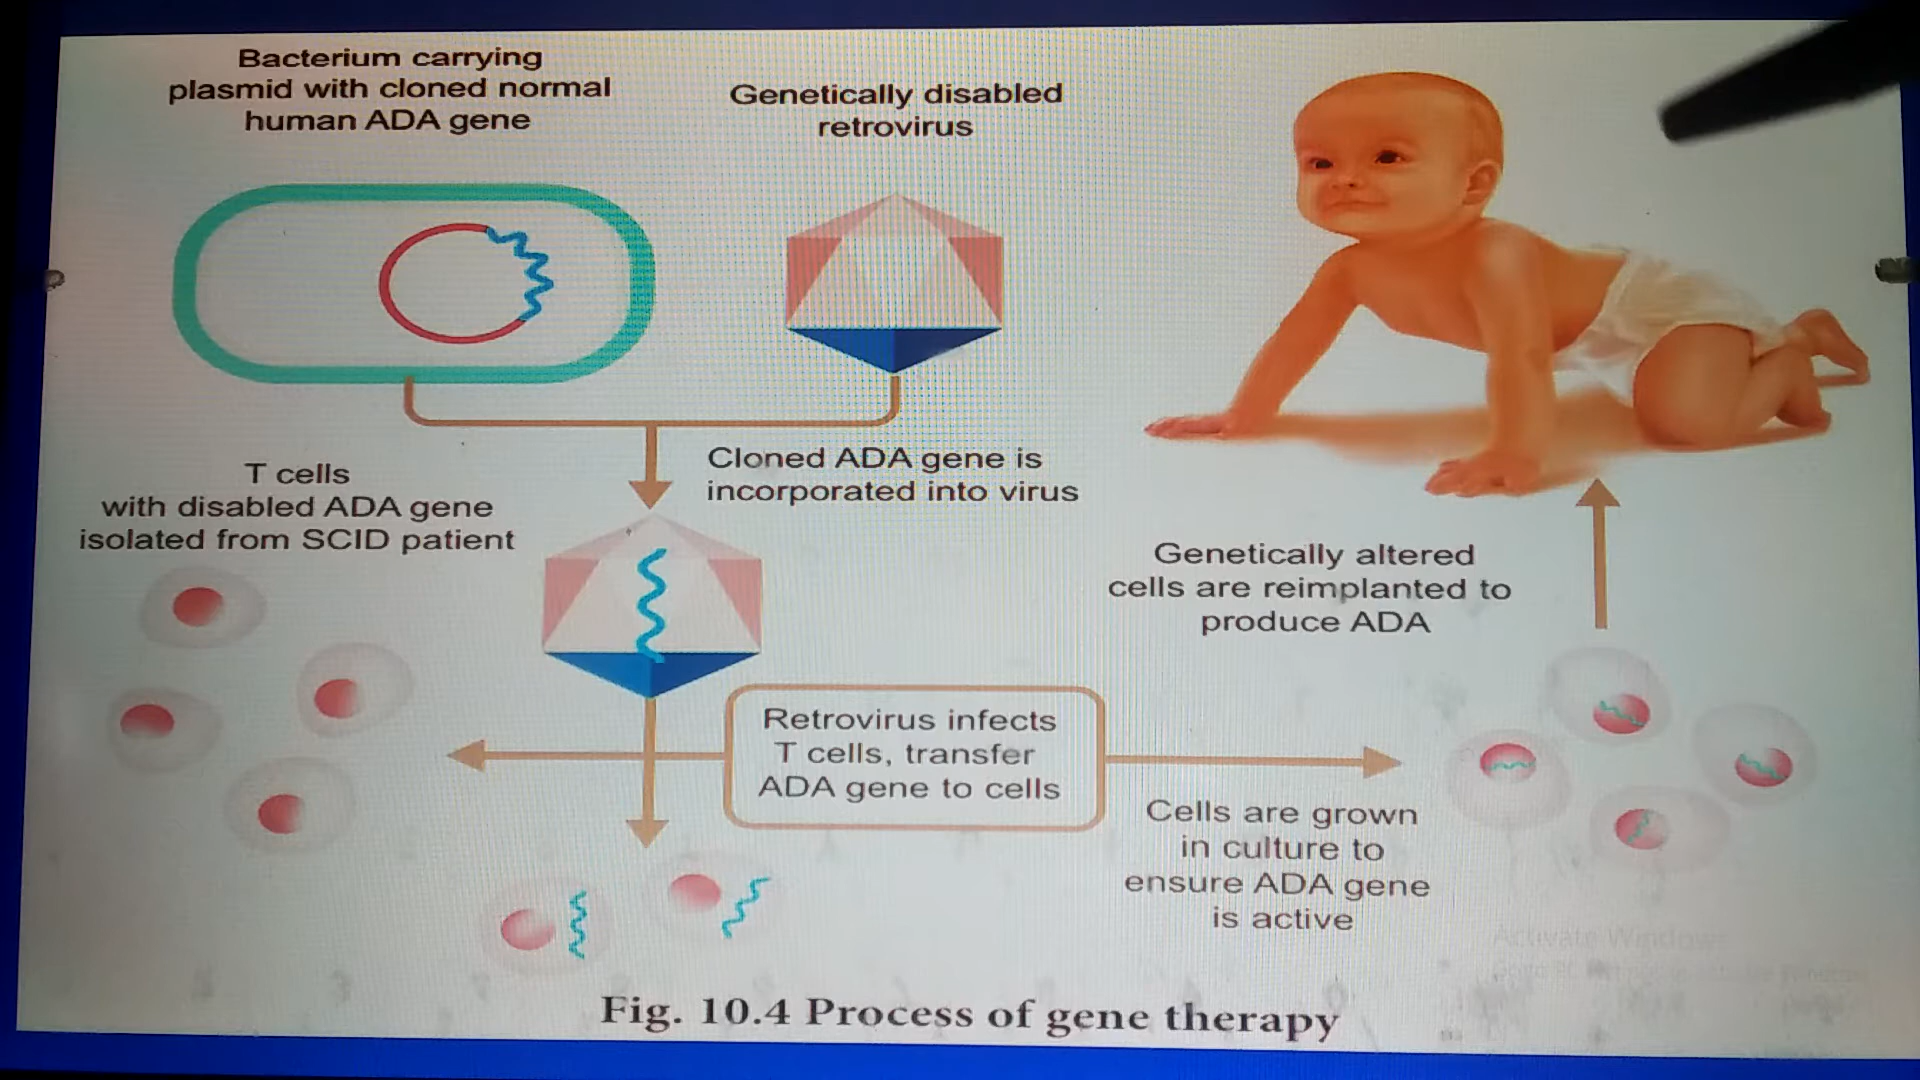 Bacterium carrying
plasmid with cloned normal
human ADA gene
Genetically disabled
retrovirus
Cloned ADA gene is
incorporated into virus
T cells
with disabled ADA gene
isolated from SCID patient
Genetically altered
cells are reimplanted to
produce ADA
Retrovirus infects
T cells, transfer
ADA gene to cells
Cells are grown
in culture to
ensure ADA gene
is active
Activate Windows
Fig. 10.4 Process of gene therapy